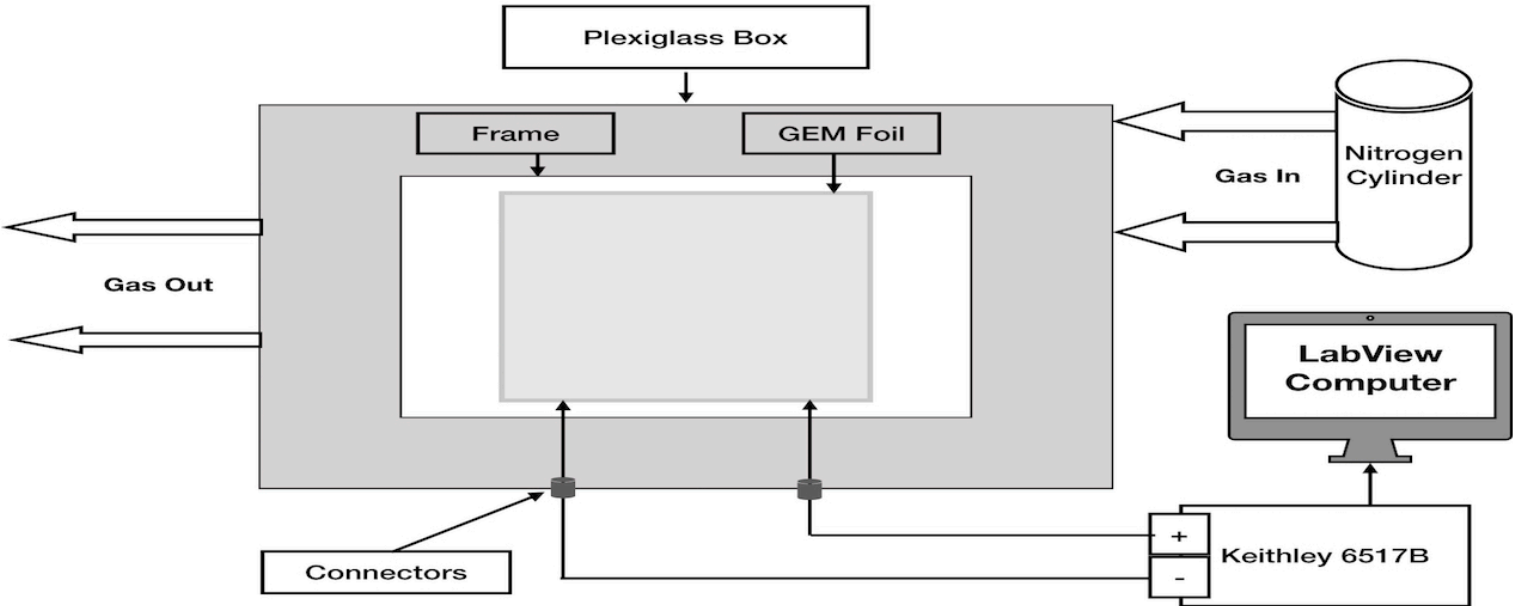 Plexiglass Box
Frame
GEM Foil
Nitrogen
Cylinder
Gas In
Gas Out
LabView
Computer
+
Keithley 6517B
-
Connectors